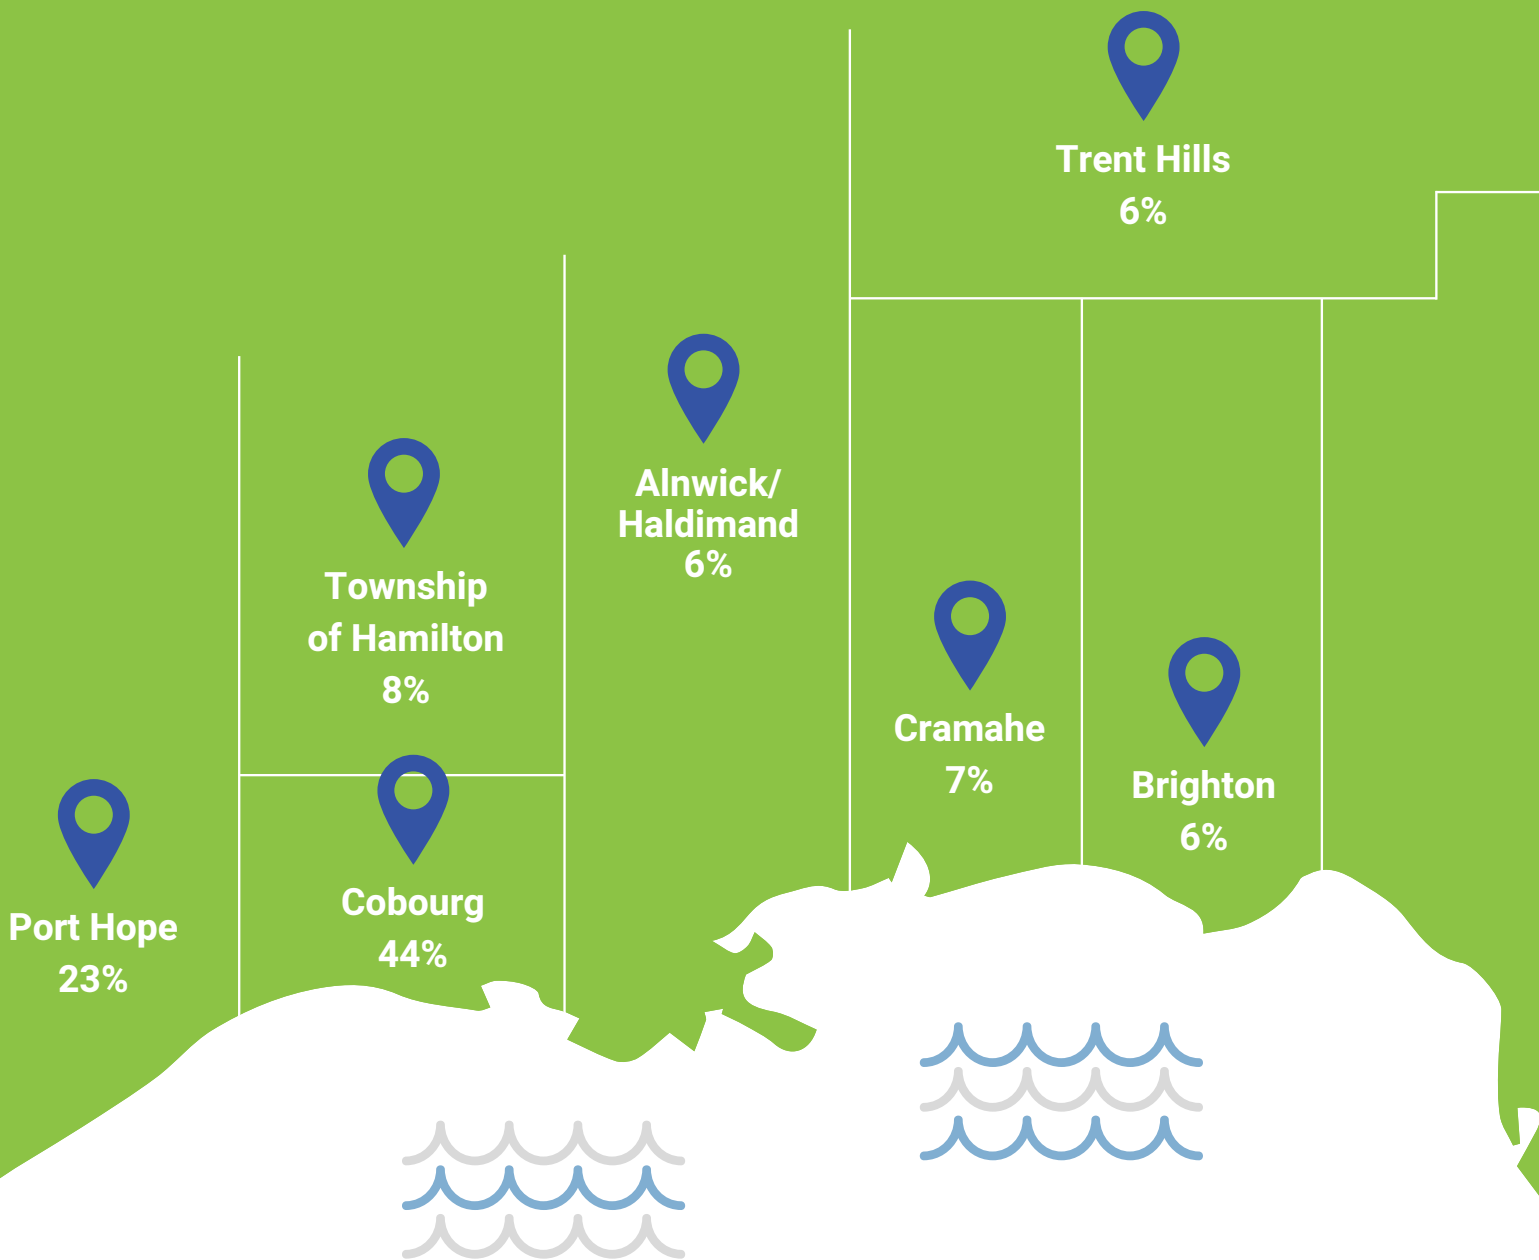 Trent Hills
6%
Alnwick/
Haldimand
6%
Township
of Hamilton
8%
Cramahe
7%
Brighton
6%
Cobourg
44%
Port Hope
23%